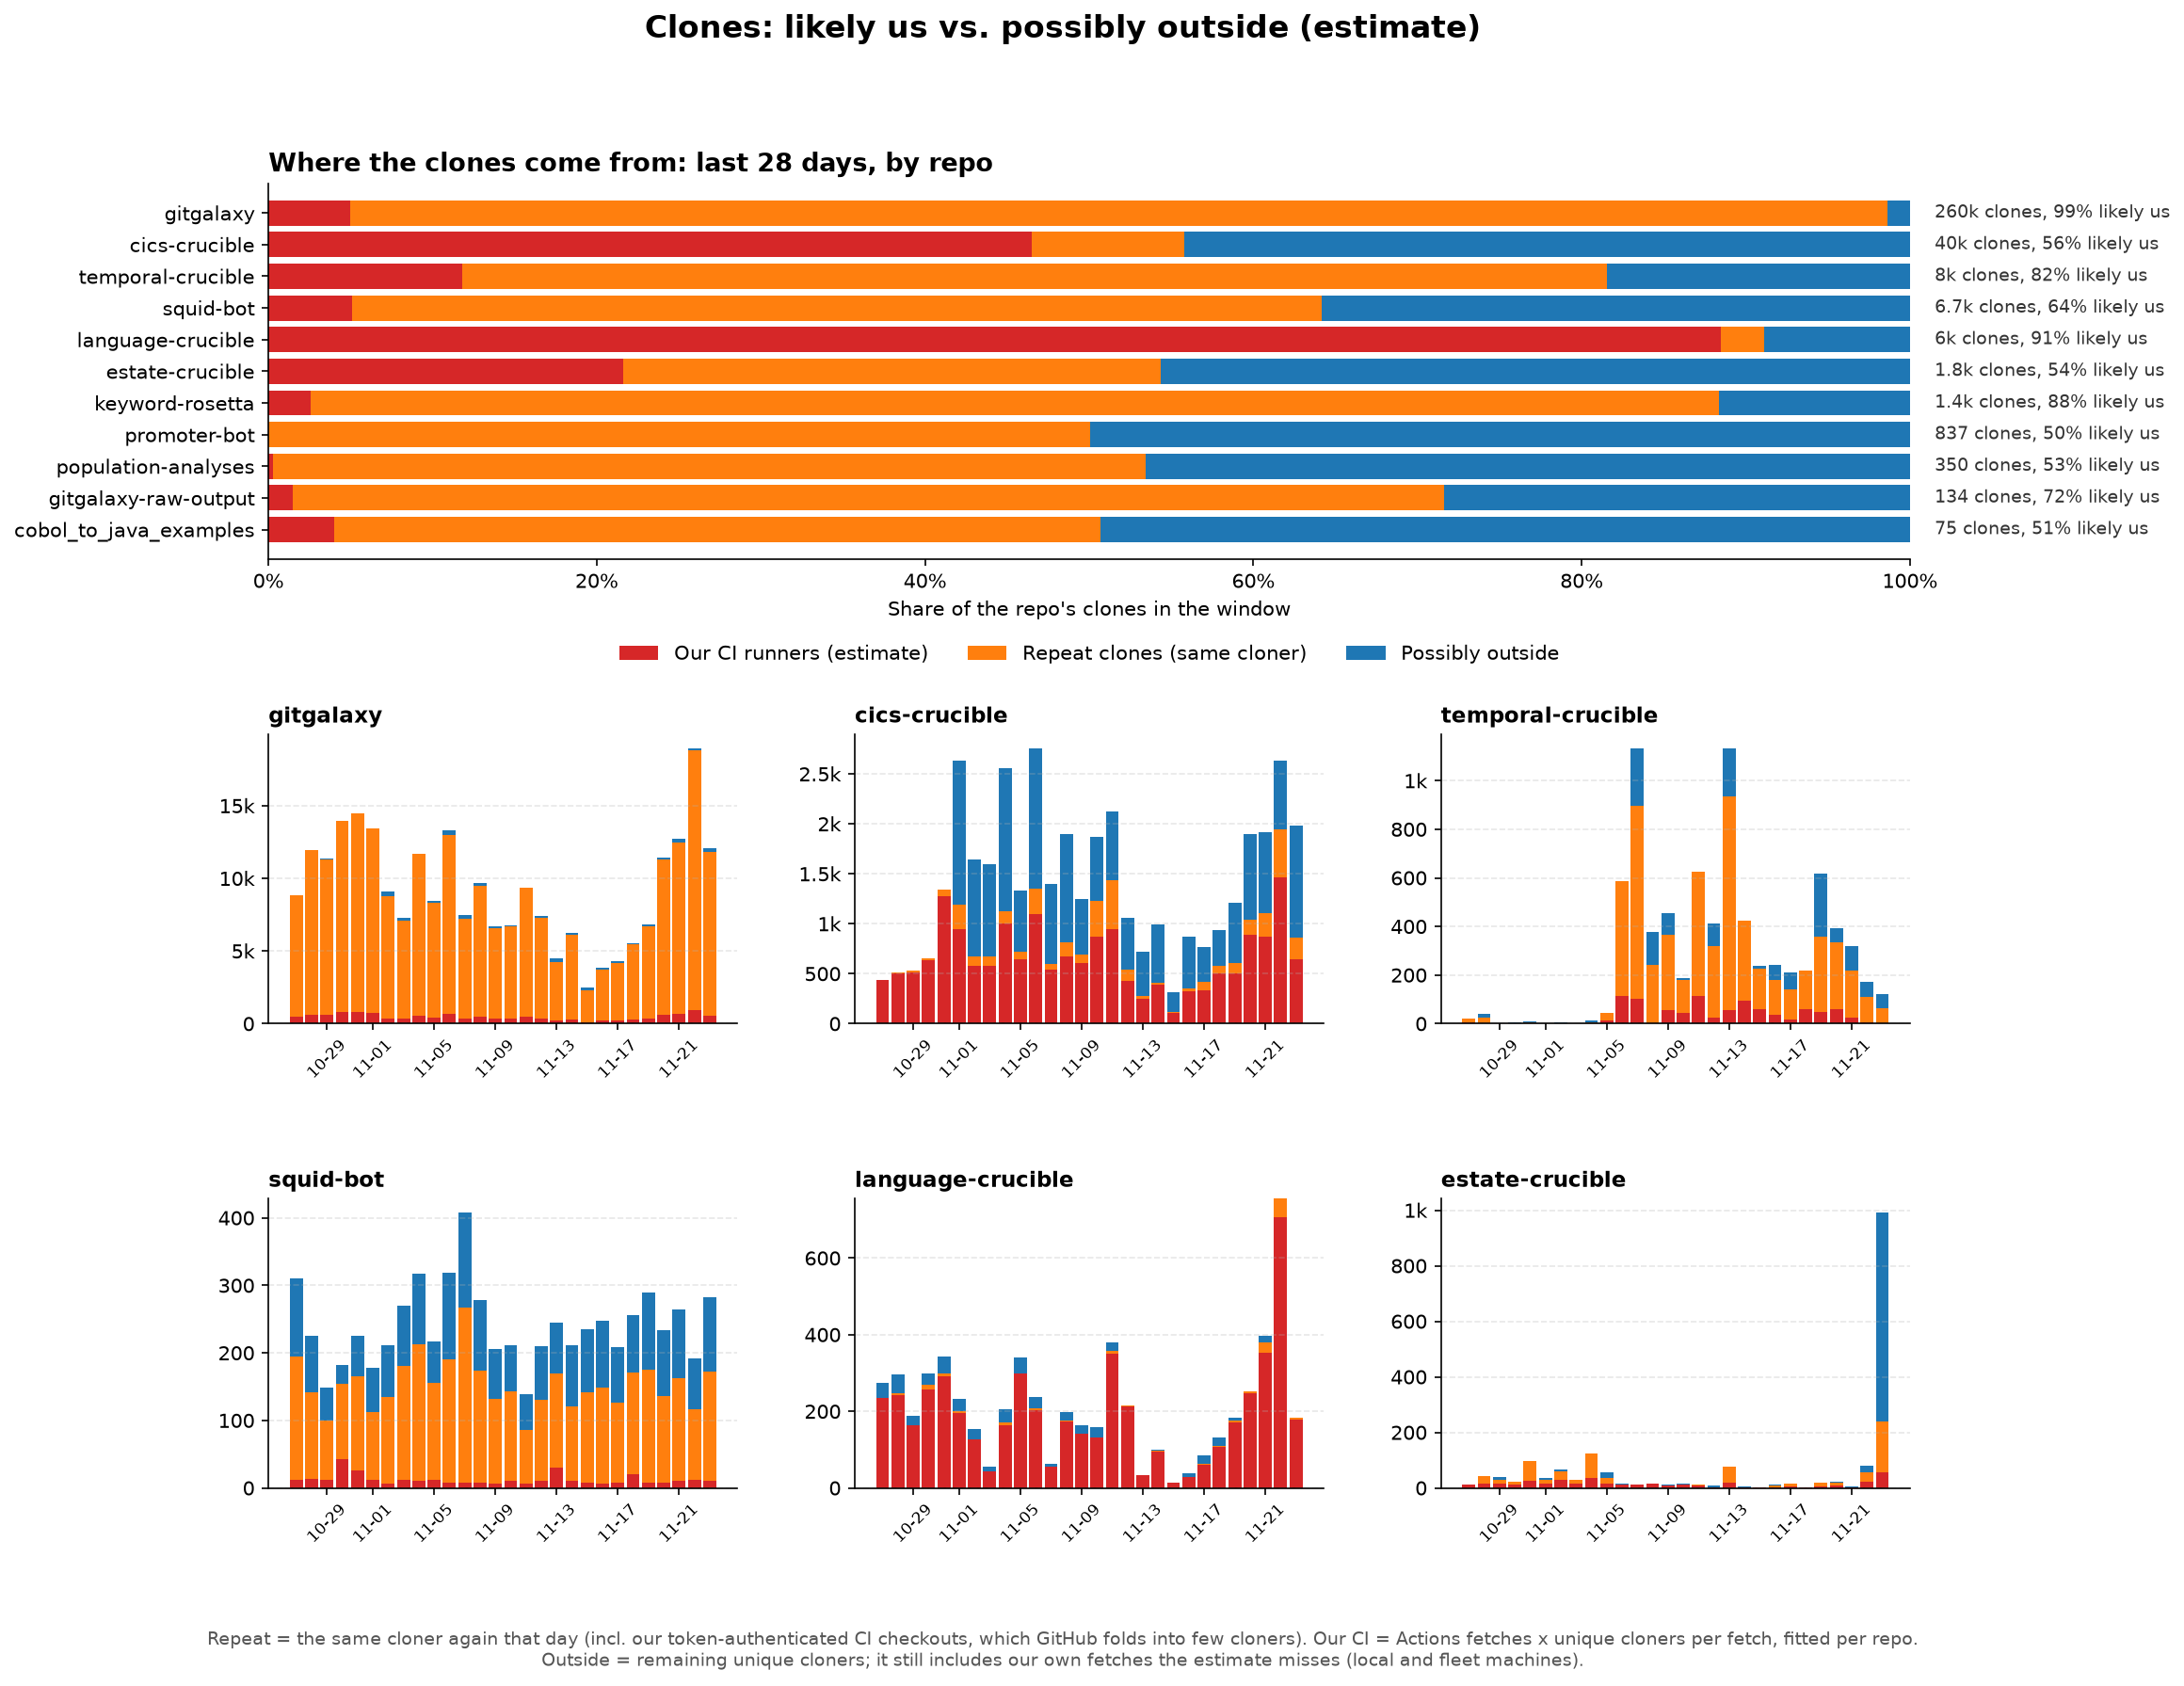 Clones: likely us vs. possibly outside (estimate)
Where the clones come from: last 28 days, by repo
gitgalaxy
260k clones, 99% likely us
cics-crucible
40k clones, 56% likely us
temporal-crucible
8k clones, 82% likely us
squid-bot
6.7k clones, 64% likely us
language-crucible
6k clones, 91% likely us
estate-crucible
1.8k clones, 54% likely us
keyword-rosetta
1.4k clones, 88% likely us
promoter-bot
837 clones, 50% likely us
population-analyses
350 clones, 53% likely us
gitgalaxy-raw-output
134 clones, 72% likely us
cobol_to_java_examples
75 clones, 51% likely us
0% 20% 40% 60% 80% 100%
Share of the repo's clones in the window
Our CI runners (estimate) Repeat clones (same cloner) Possibly outside
gitgalaxy
15k
10k
5k
0
10-29 11-01 11-05 11-09 11-13 11-17 11-21
cics-crucible
2.5k
2k
1.5k
1k
500
0
10-29 11-01 11-05 11-09 11-13 11-17 11-21
temporal-crucible
1k
800
600
400
200
0
10-29 11-01 11-05 11-09 11-13 11-17 11-21
squid-bot
400
300
200
100
0
10-29 11-01 11-05 11-09 11-13 11-17 11-21
language-crucible
600
400
200
0
10-29 11-01 11-05 11-09 11-13 11-17 11-21
estate-crucible
1k
800
600
400
200
0
10-29 11-01 11-05 11-09 11-13 11-17 11-21
Repeat = the same cloner again that day (incl. our token-authenticated CI checkouts, which GitHub folds into few cloners). Our CI = Actions fetches x unique cloners per fetch, fitted per repo.
Outside = remaining unique cloners; it still includes our own fetches the estimate misses (local and fleet machines).